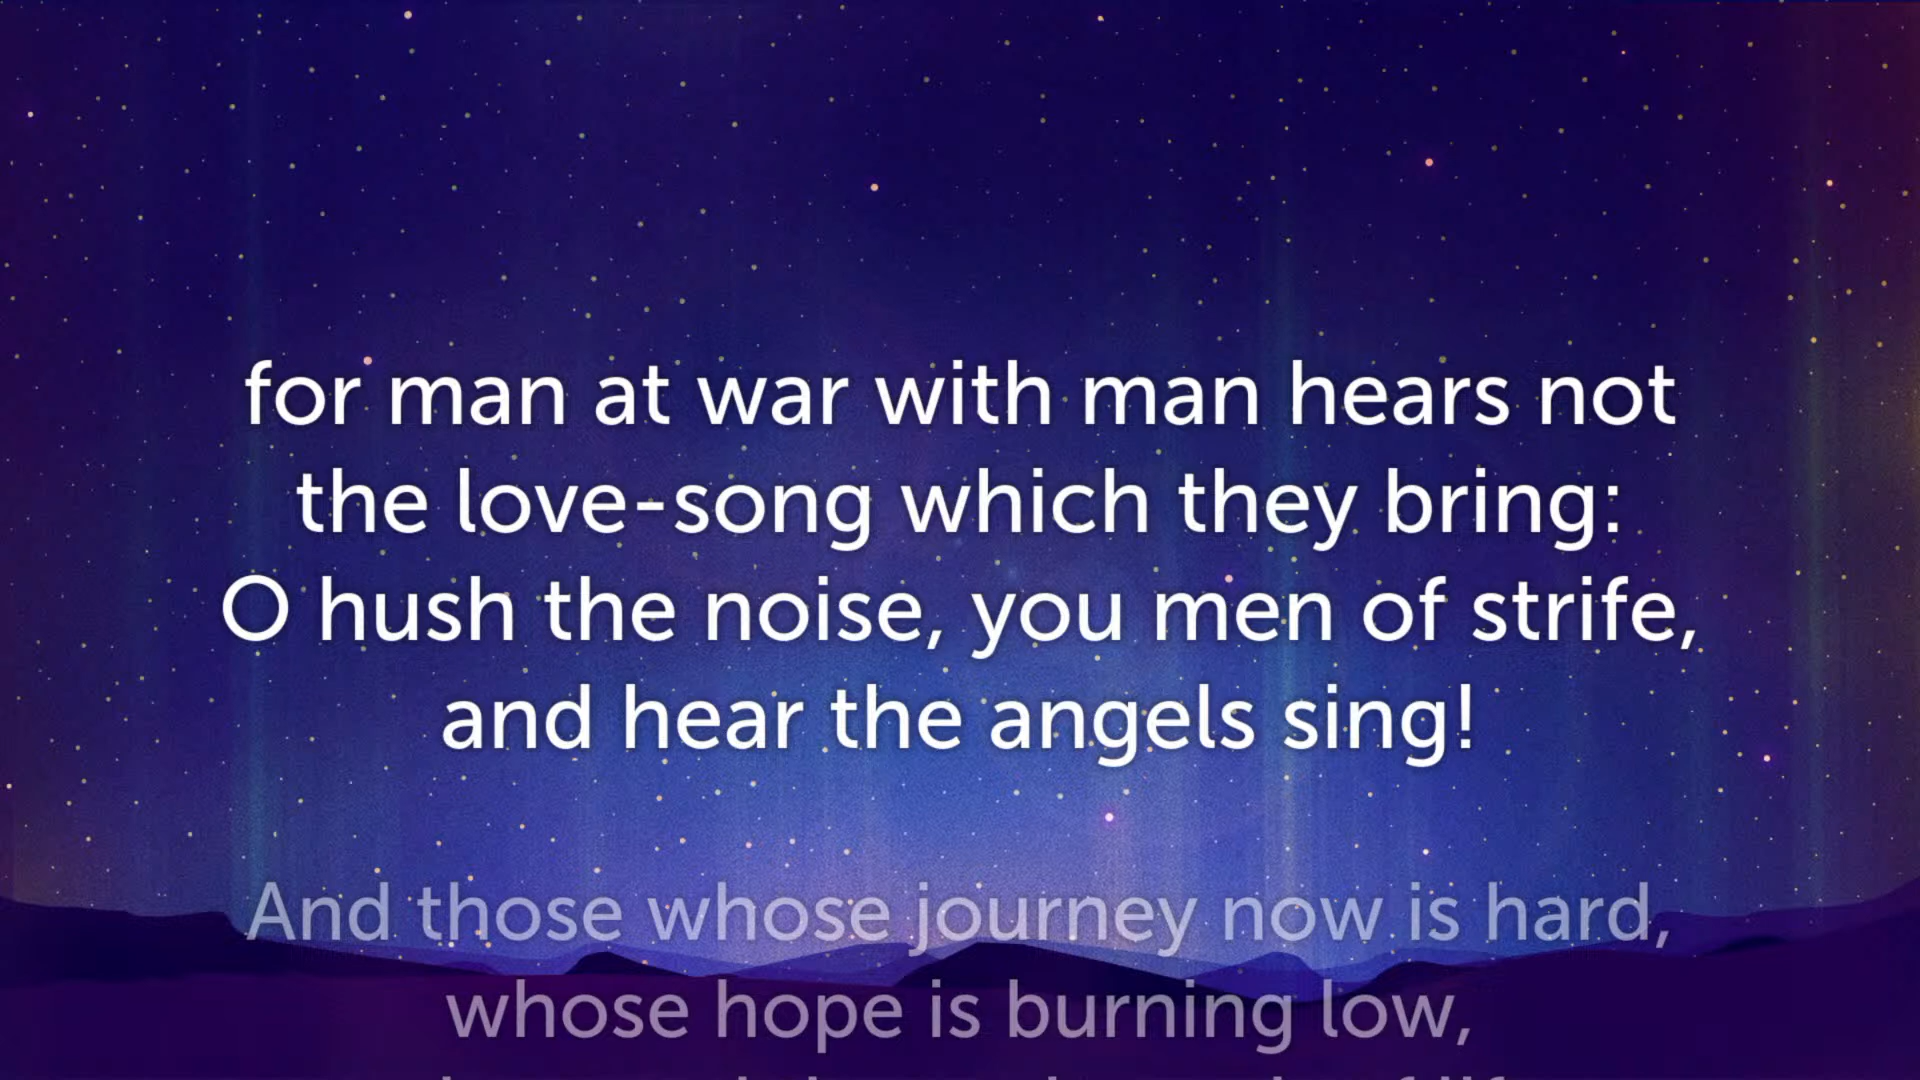 for man at war with man hears not
the love-song which they bring:
O hush the noise, you men of strife,
and hear the angels sing!
And those whose journey now is hard,
whose hope is burning low,